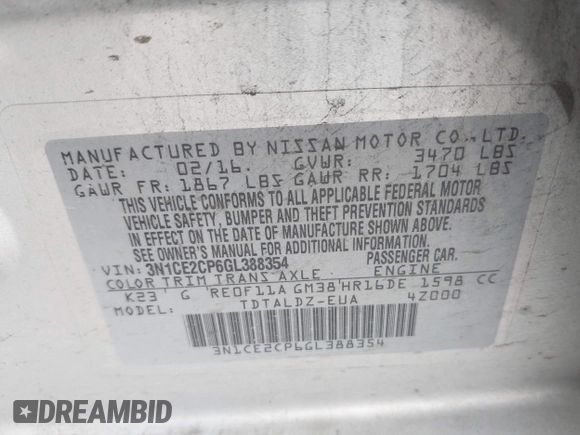 MANUFACTURED BY NISSAN MOTOR CO., LTD.
DATE: 02/16. GVWR: 3470 LBS
GAWR FR: 1867 LBS GAWR RR: 1704 LBS
THIS VEHICLE CONFORMS TO ALL APPLICABLE FEDERAL MOTOR
VEHICLE SAFETY, BUMPER AND THEFT PREVENTION STANDARDS
IN EFFECT ON THE DATE OF MANUFACTURE SHOWN ABOVE.
SEE OWNER'S MANUAL FOR ADDITIONAL INFORMATION.
VIN: 3N1CE2CP6GL388354 PASSENGER CAR.
COLOR TRIM TRANS AXLE ENGINE
K23 G RE0F11A GM38 HR16DE 1598 CC
MODEL: TDTALDZ-EUA 4Z000
3N1CE2CP6GL388354
DREAMBID